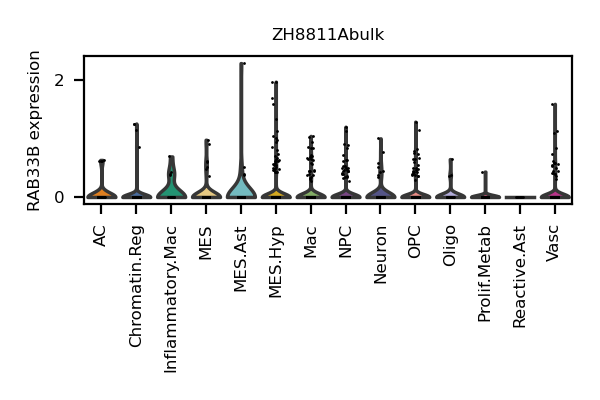 ZH8811Abulk
RAB33B expression
2
0
AC
Chromatin.Reg
Inflammatory.Mac
MES
MES.Ast
MES.Hyp
Mac
NPC
Neuron
OPC
Oligo
Prolif.Metab
Reactive.Ast
Vasc